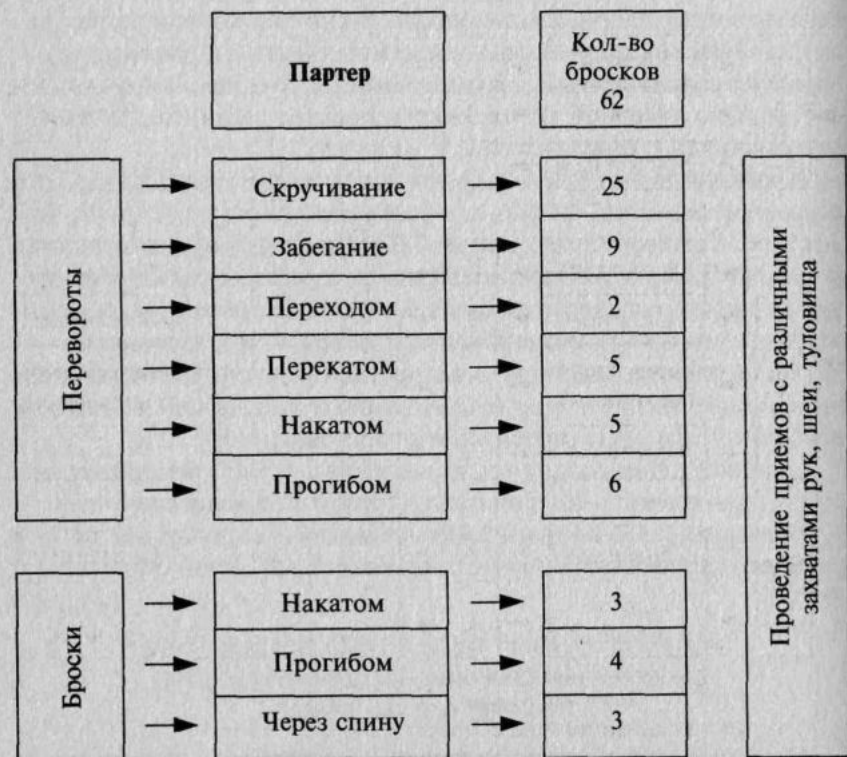 Партер
Кол-во
бросков
62
Перевороты
Скручивание
25
Забегание
9
Переходом
2
Перекатом
5
Накатом
5
Прогибом
6
Броски
Накатом
3
Прогибом
4
Через спину
3
Проведение приемов с различными
захватами рук, шеи, туловища